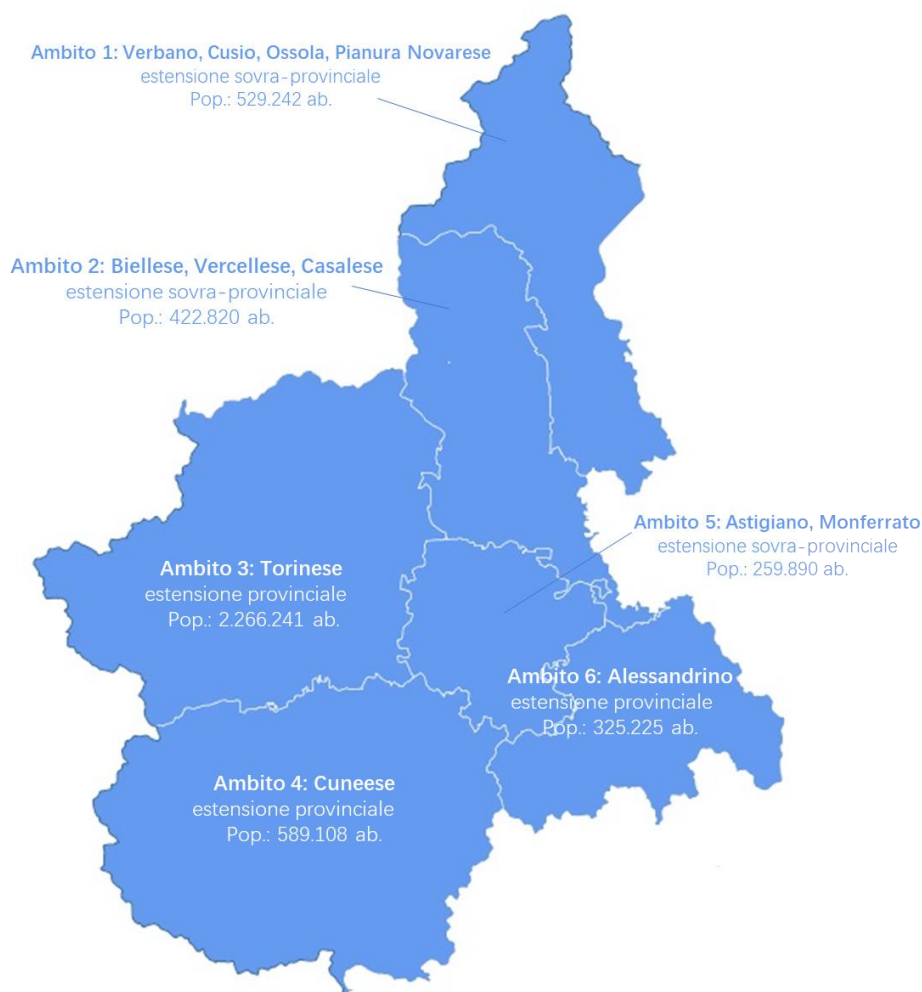 Ambito 1: Verbano, Cusio, Ossola, Pianura Novarese
estensione sovra-provinciale
Pop.: 529.242 ab.
Ambito 2: Biellese, Vercellese, Casalese
estensione sovra-provinciale
Pop.: 422.820 ab.
Ambito 5: Astigiano, Monferrato
estensione sovra-provinciale
Pop.: 259.890 ab.
Ambito 3: Torinese
estensione provinciale
Pop.: 2.266.241 ab.
Ambito 6: Alessandrino
estensione provinciale
Pop.: 325.225 ab.
Ambito 4: Cuneese
estensione provinciale
Pop.: 589.108 ab.